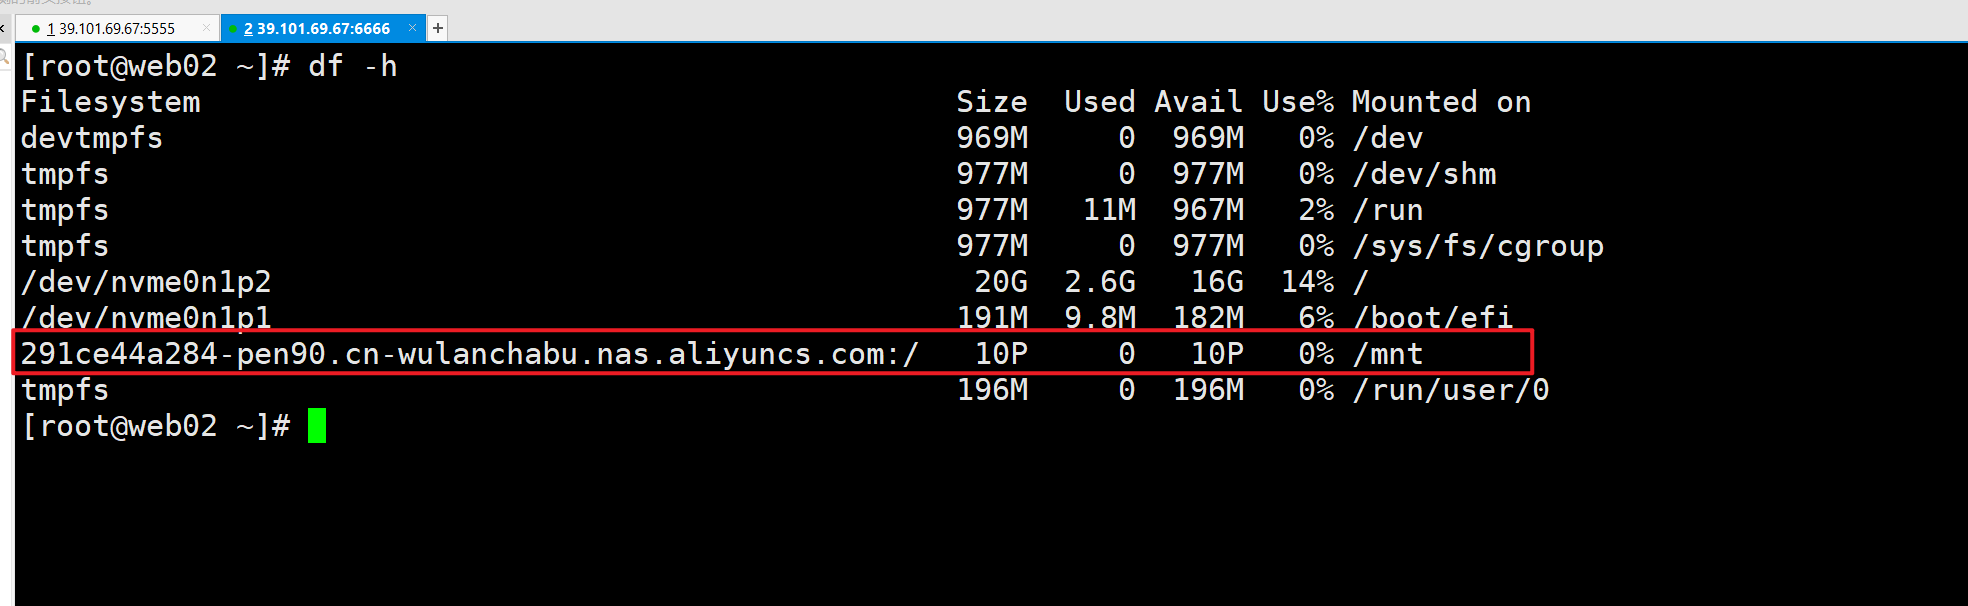 1 39.101.69.67:5555 × 2 39.101.69.67:6666 × +
[root@web02 ~]# df -h
Filesystem Size Used Avail Use% Mounted on
devtmpfs 969M 0 969M 0% /dev
tmpfs 977M 0 977M 0% /dev/shm
tmpfs 977M 11M 967M 2% /run
tmpfs 977M 0 977M 0% /sys/fs/cgroup
/dev/nvme0n1p2 20G 2.6G 16G 14% /
/dev/nvme0n1p1 191M 9.8M 182M 6% /boot/efi
291ce44a284-pen90.cn-wulanchabu.nas.aliyuncs.com:/ 10P 0 10P 0% /mnt
tmpfs 196M 0 196M 0% /run/user/0
[root@web02 ~]#